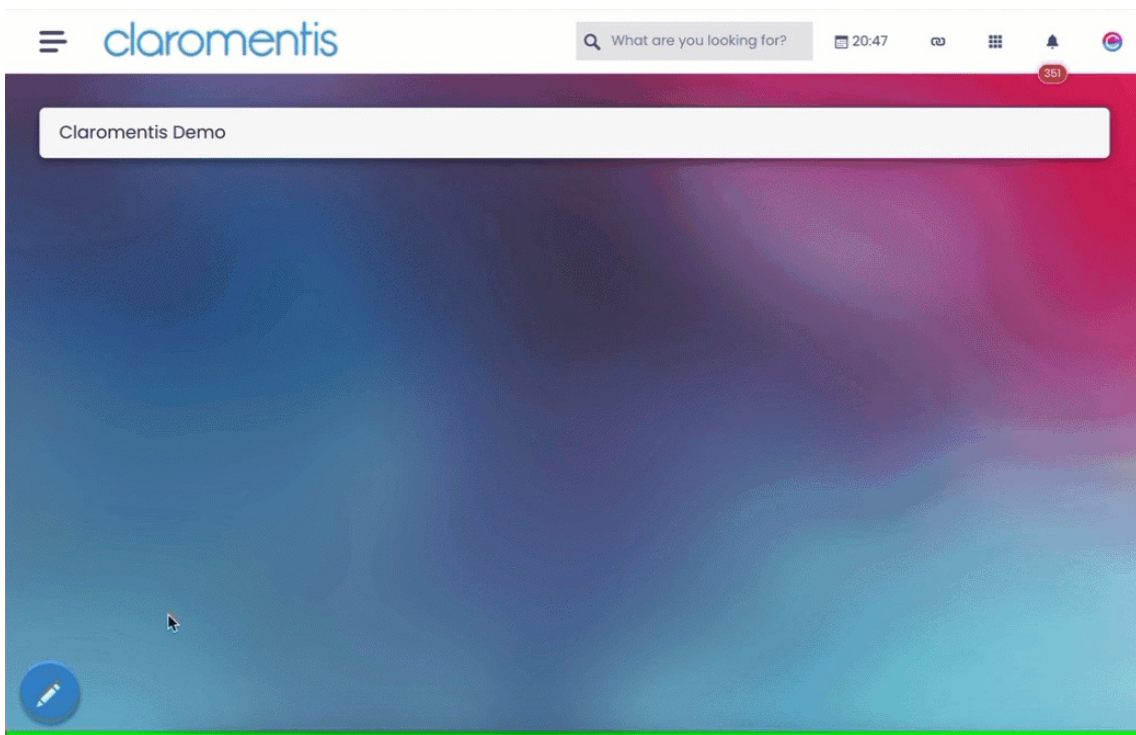 claromentis
What are you looking for?
20:47
351
Claromentis Demo